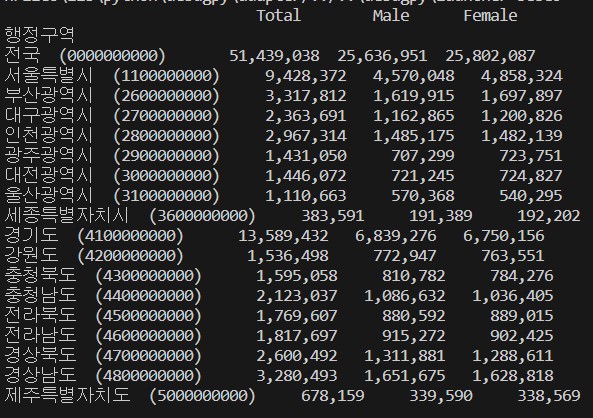 Total Male Female
행정구역
전국 (0000000000) 51,439,038 25,636,951 25,802,087
서울특별시 (1100000000) 9,428,372 4,570,048 4,858,324
부산광역시 (2600000000) 3,317,812 1,619,915 1,697,897
대구광역시 (2700000000) 2,363,691 1,162,865 1,200,826
인천광역시 (2800000000) 2,967,314 1,485,175 1,482,139
광주광역시 (2900000000) 1,431,050 707,299 723,751
대전광역시 (3000000000) 1,446,072 721,245 724,827
울산광역시 (3100000000) 1,110,663 570,368 540,295
세종특별자치시 (3600000000) 383,591 191,389 192,202
경기도 (4100000000) 13,589,432 6,839,276 6,750,156
강원도 (4200000000) 1,536,498 772,947 763,551
충청북도 (4300000000) 1,595,058 810,782 784,276
충청남도 (4400000000) 2,123,037 1,086,632 1,036,405
전라북도 (4500000000) 1,769,607 880,592 889,015
전라남도 (4600000000) 1,817,697 915,272 902,425
경상북도 (4700000000) 2,600,492 1,311,881 1,288,611
경상남도 (4800000000) 3,280,493 1,651,675 1,628,818
제주특별자치도 (5000000000) 678,159 339,590 338,569